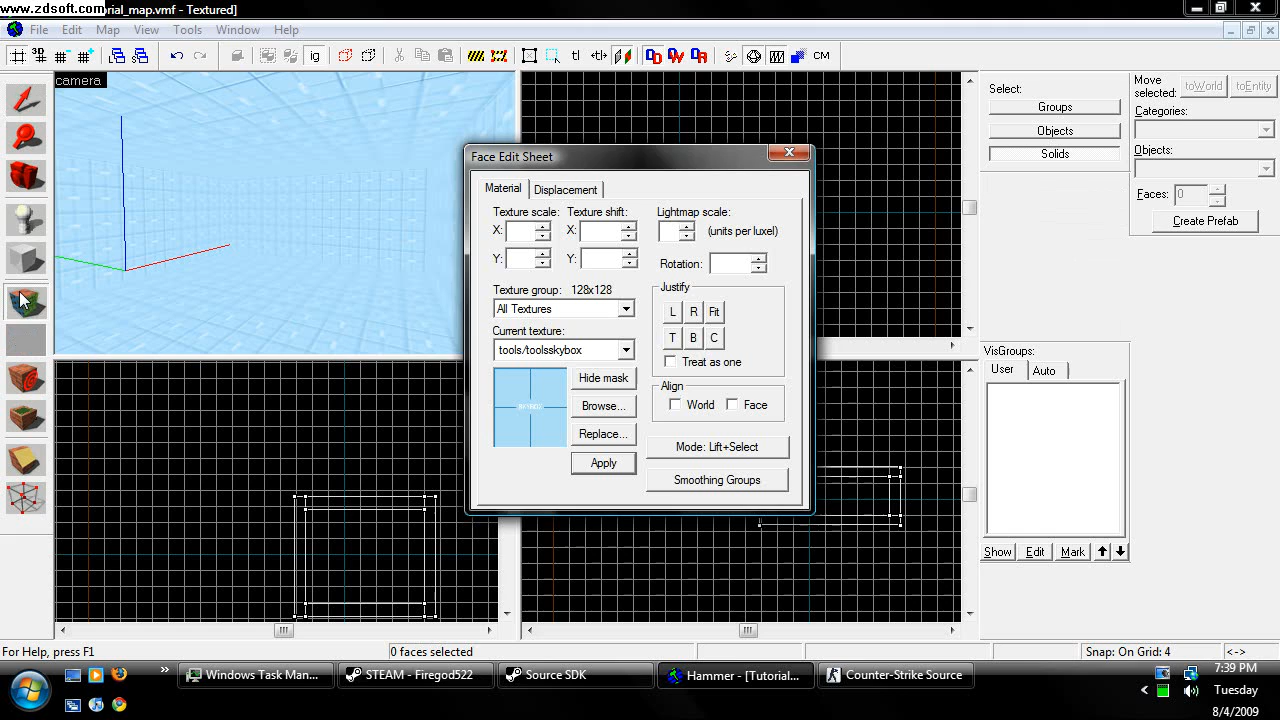 www.zdsoft.com
orial_map.vmf - Textured]
File Edit Map View Tools Window Help
3D
ig
tl
tl+
CM
camera
Select:
Groups
Objects
Solids
Move selected:
toWorld
toEntity
Categories:
Objects:
Faces: 0
Create Prefab
Face Edit Sheet
Material
Displacement
Texture scale:
Texture shift:
Lightmap scale:
X:
X:
(units per luxel)
Y:
Y:
Rotation:
Texture group: 128x128
All Textures
Current texture:
tools/toolsskybox
Hide mask
Browse...
Replace...
Apply
Justify
L R Fit
T B C
Treat as one
Align
World
Face
Mode: Lift+Select
Smoothing Groups
VisGroups:
User
Auto
Show
Edit
Mark
For Help, press F1
0 faces selected
Snap: On Grid: 4
<->
Windows Task Man...
STEAM - Firegod522
Source SDK
Hammer - [Tutorial...
Counter-Strike Source
7:39 PM
Tuesday
8/4/2009